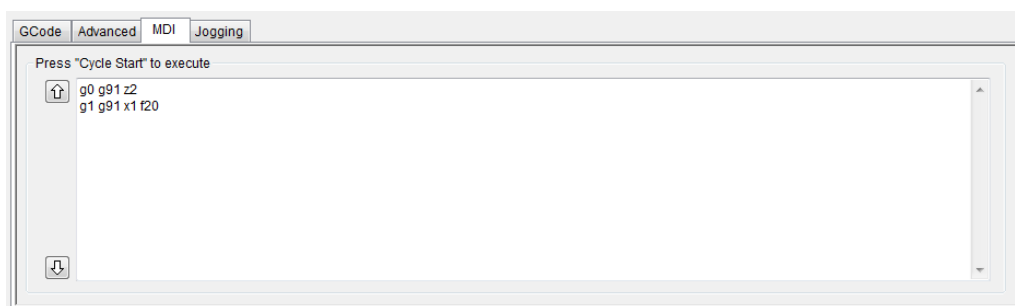 GCode Advanced MDI Jogging
Press "Cycle Start" to execute
g0 g91 z2
g1 g91 x1 f20